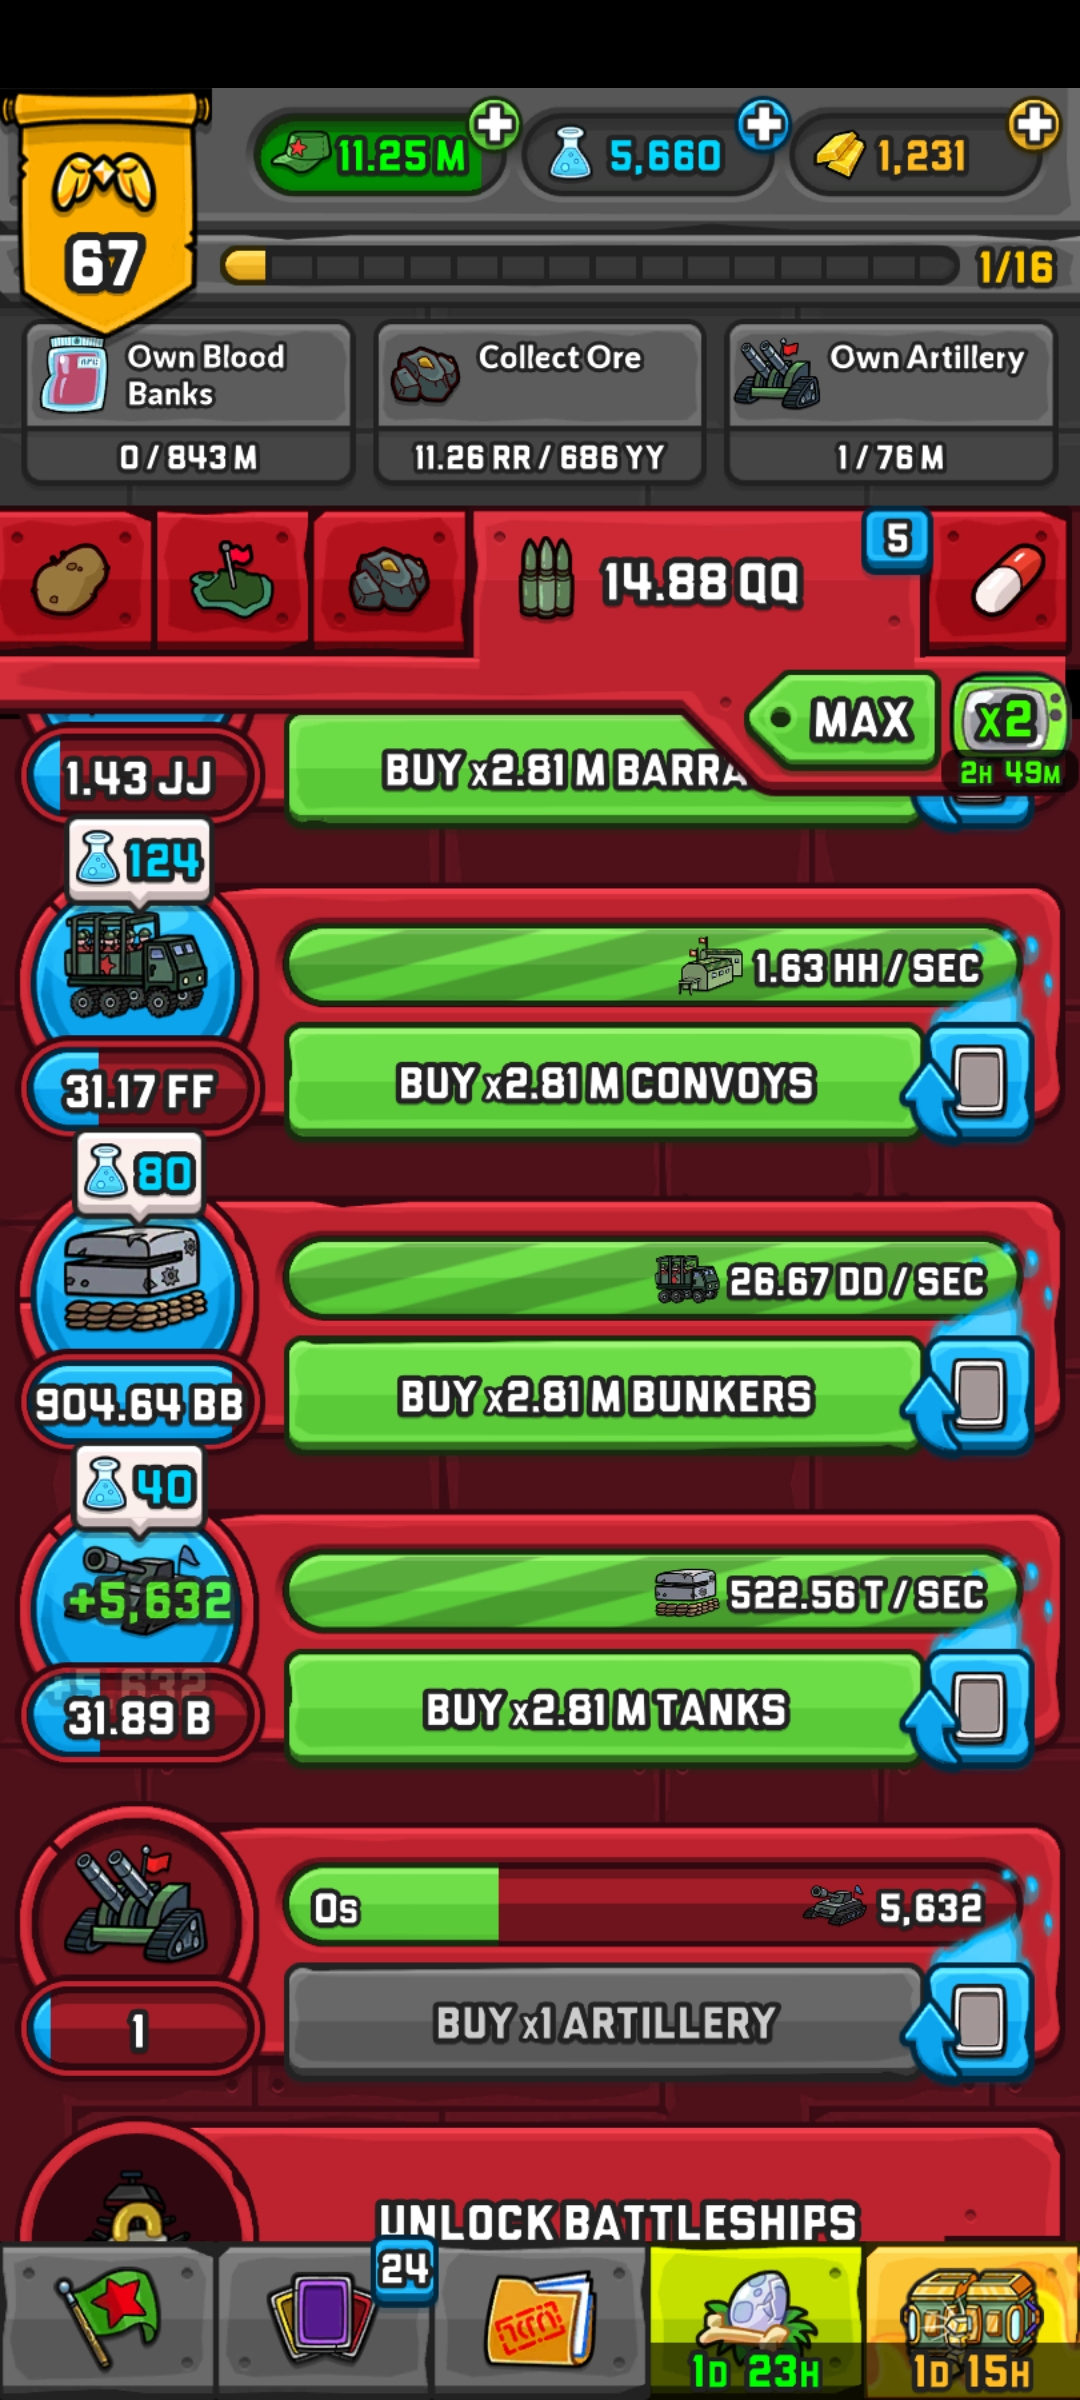 11.25 M
5,660
1,231
67
1/16
Own Blood
Banks
0 / 843 M
Collect Ore
11.26 RR / 686 YY
Own Artillery
1 / 76 M
14.88 QQ
5
MAX
x2
2H 49M
1.43 JJ
BUY x2.81 M BARRA
124
1.63 HH / SEC
31.17 FF
BUY x2.81 M CONVOYS
80
26.67 DD / SEC
904.64 BB
BUY x2.81 M BUNKERS
40
+5,632
522.56 T / SEC
+5,632
31.89 B
BUY x2.81 M TANKS
0s
5,632
1
BUY x1 ARTILLERY
UNLOCK BATTLESHIPS
24
1D 23H
1D 15H